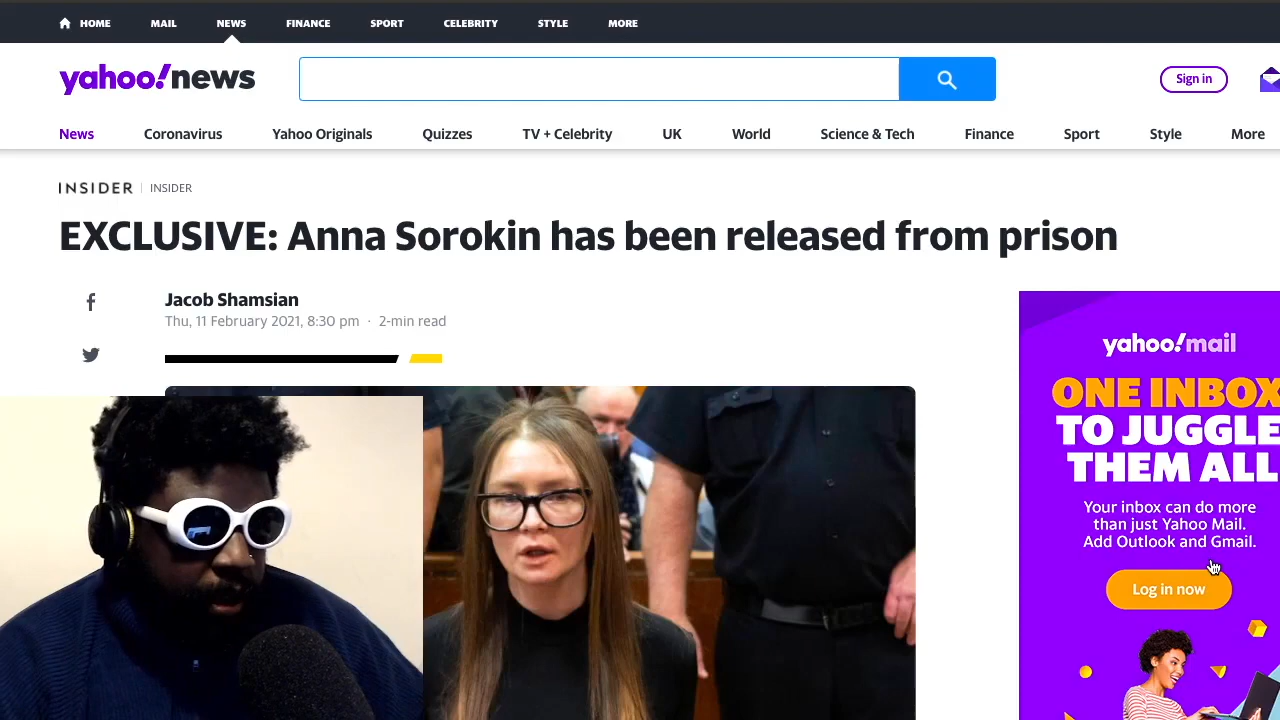 HOME MAIL NEWS FINANCE SPORT CELEBRITY STYLE MORE
yahoo!news
Sign in
News Coronavirus Yahoo Originals Quizzes TV + Celebrity UK World Science & Tech Finance Sport Style More
INSIDER INSIDER
EXCLUSIVE: Anna Sorokin has been released from prison
Jacob Shamsian
Thu, 11 February 2021, 8:30 pm · 2-min read
yahoo!mail
ONE INBOX
TO JUGGLE
THEM ALL
Your inbox can do more
than just Yahoo Mail.
Add Outlook and Gmail.
Log in now